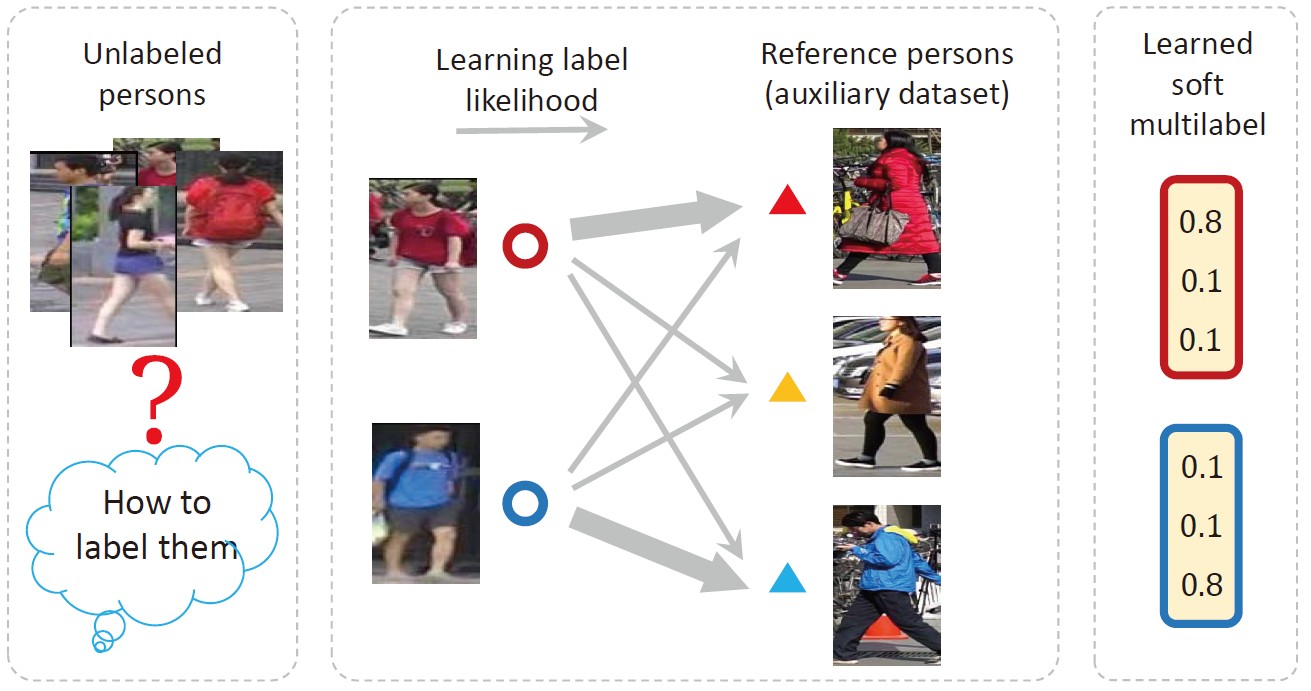 Unlabeled
persons
?
How to
label them
Learning label
likelihood
Reference persons
(auxiliary dataset)
Learned
soft
multilabel
0.8
0.1
0.1
0.1
0.1
0.8